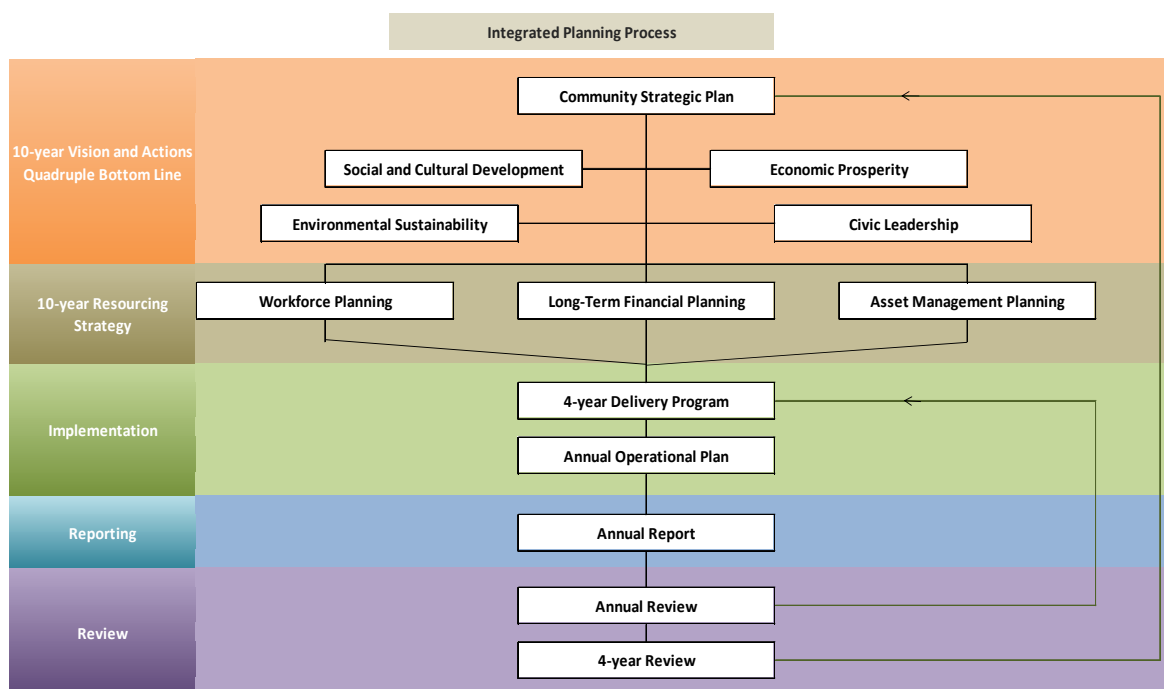 Integrated Planning Process
Community Strategic Plan
10-year Vision and Actions
Quadruple Bottom Line
Social and Cultural Development
Economic Prosperity
Environmental Sustainability
Civic Leadership
10-year Resourcing
Strategy
Workforce Planning
Long-Term Financial Planning
Asset Management Planning
Implementation
4-year Delivery Program
Annual Operational Plan
Reporting
Annual Report
Review
Annual Review
4-year Review